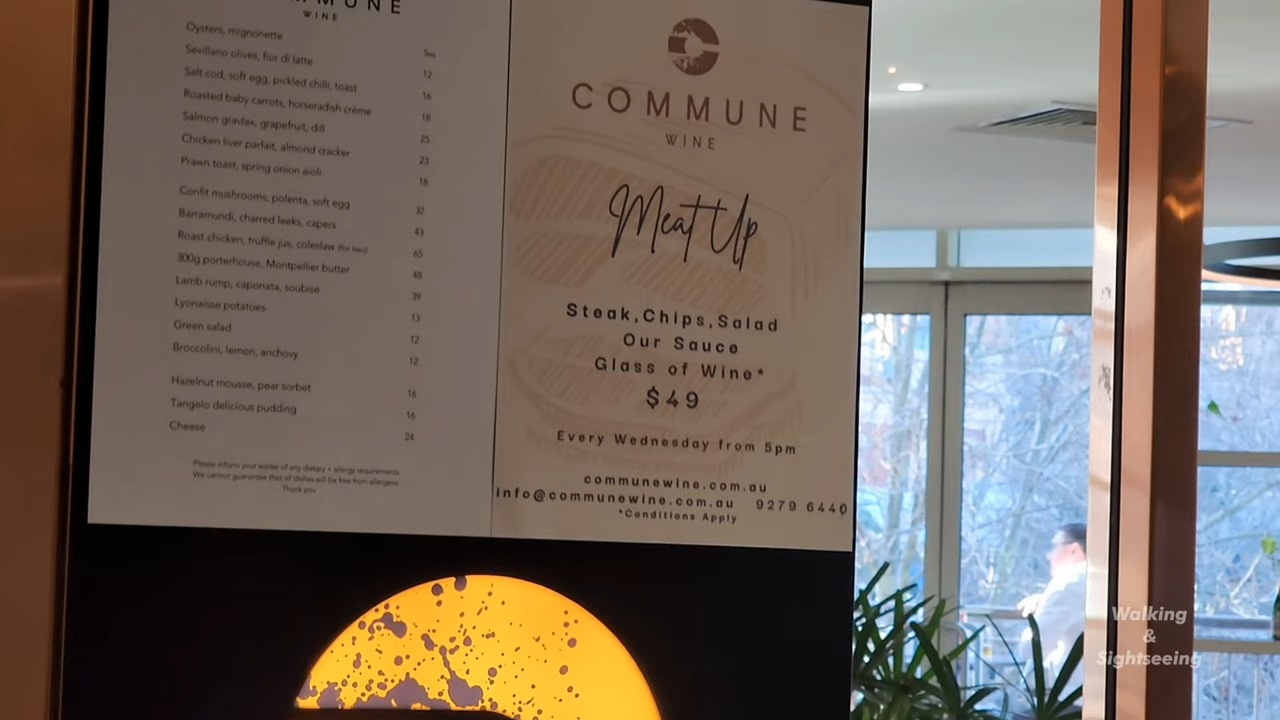 COMMUNE
WINE
Oysters, mignonette 5ea
Sevillano olives, fior di latte 12
Salt cod, soft egg, pickled chilli, toast 16
Roasted baby carrots, horseradish crème 18
Salmon gravlax, grapefruit, dill 25
Chicken liver parfait, almond cracker 23
Prawn toast, spring onion aioli 18
Confit mushrooms, polenta, soft egg 32
Barramundi, charred leeks, capers 43
Roast chicken, truffle jus, coleslaw (for two) 65
300g porterhouse, Montpellier butter 48
Lamb rump, caponata, soubise 39
Lyonaisse potatoes 13
Green salad 12
Broccolini, lemon, anchovy 12
Hazelnut mousse, pear sorbet 16
Tangelo delicious pudding 16
Cheese 24
Please inform your waiter of any dietary + allergy requirements.
We cannot guarantee that all dishes will be free from allergens.
Thank you
COMMUNE
WINE
Meat Up
Steak,Chips,Salad
Our Sauce
Glass of Wine*
$49
Every Wednesday from 5pm
communewine.com.au
info@communewine.com.au 9279 6440
*Conditions Apply
Walking
&
Sightseeing